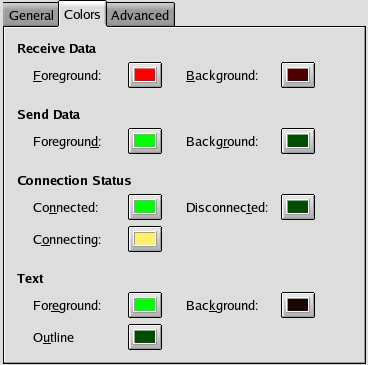 General Colors Advanced
Receive Data
Foreground: Background:
Send Data
Foreground: Background:
Connection Status
Connected: Disconnected:
Connecting:
Text
Foreground: Background:
Outline